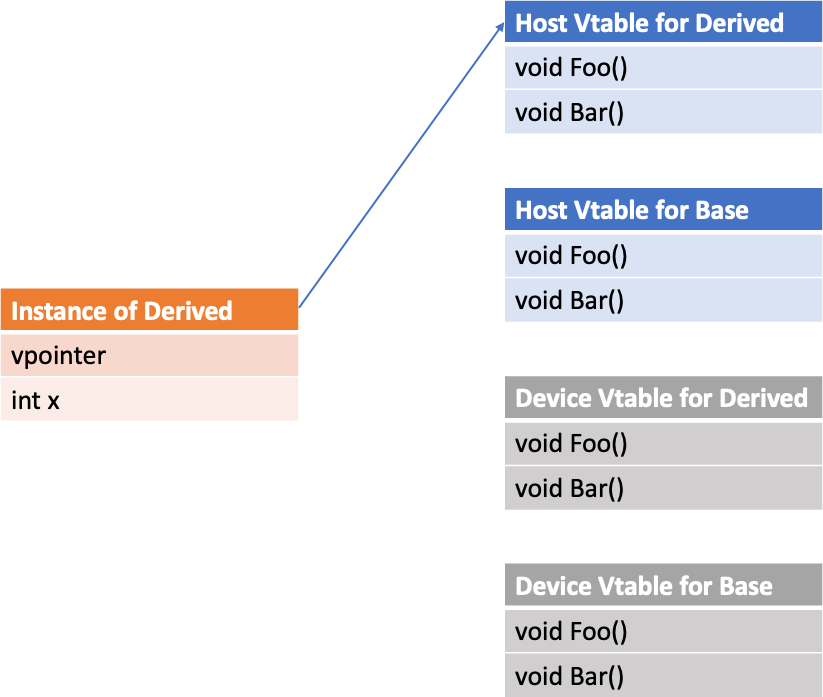 Host Vtable for Derived
void Foo()
void Bar()
Host Vtable for Base
void Foo()
void Bar()
Instance of Derived
vpointer
int x
Device Vtable for Derived
void Foo()
void Bar()
Device Vtable for Base
void Foo()
void Bar()